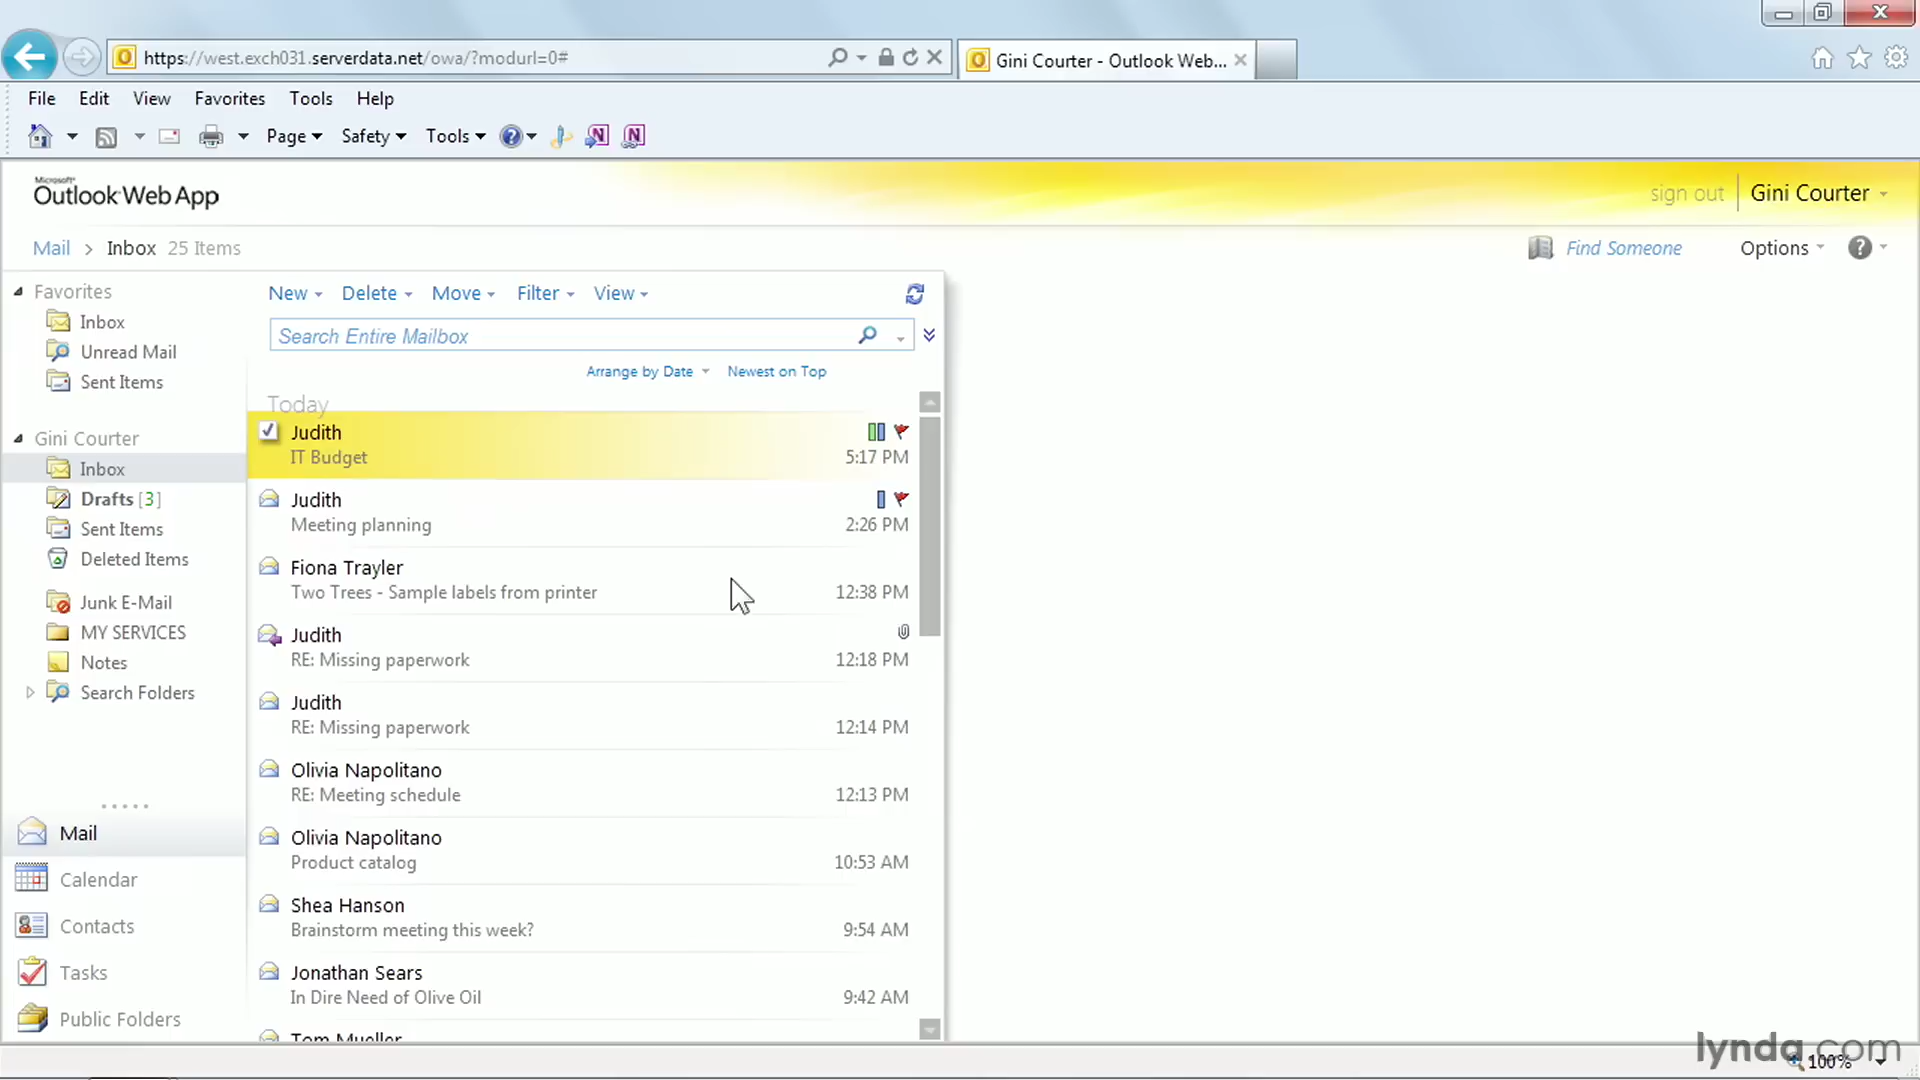 https://west.exch031.serverdata.net/owa/?modurl=0#
Gini Courter - Outlook Web...
File Edit View Favorites Tools Help
Page Safety Tools
Microsoft
Outlook Web App
sign out Gini Courter
Mail > Inbox 25 Items
Find Someone Options
Favorites
Inbox
Unread Mail
Sent Items
Gini Courter
Inbox
Drafts [3]
Sent Items
Deleted Items
Junk E-Mail
MY SERVICES
Notes
Search Folders
Mail
Calendar
Contacts
Tasks
Public Folders
New Delete Move Filter View
Search Entire Mailbox
Arrange by Date Newest on Top
Today
Judith
IT Budget 5:17 PM
Judith
Meeting planning 2:26 PM
Fiona Trayler
Two Trees - Sample labels from printer 12:38 PM
Judith
RE: Missing paperwork 12:18 PM
Judith
RE: Missing paperwork 12:14 PM
Olivia Napolitano
RE: Meeting schedule 12:13 PM
Olivia Napolitano
Product catalog 10:53 AM
Shea Hanson
Brainstorm meeting this week? 9:54 AM
Jonathan Sears
In Dire Need of Olive Oil 9:42 AM
Tom Mueller
lynda.com
100%